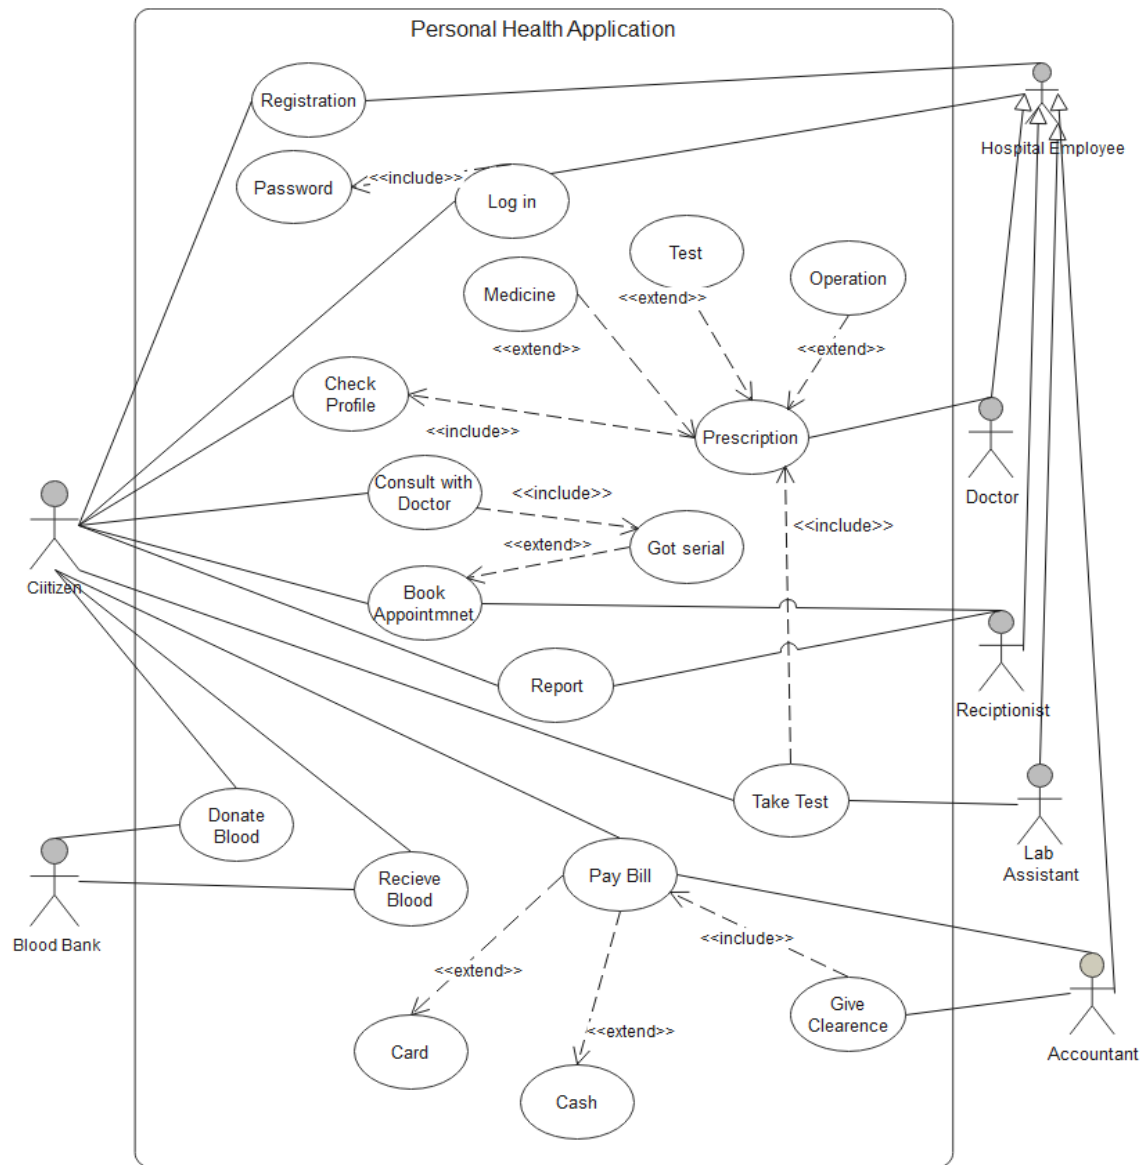 Personal Health Application
Registration
Hospital Employee
Password
<<include>>
Log in
Test
Operation
Medicine
<<extend>>
<<extend>>
<<extend>>
Check
Profile
<<include>>
Prescription
Doctor
Consult with
Doctor
<<include>>
<<include>>
<<extend>>
Got serial
Ciitizen
Book
Appointmnet
Report
Reciptionist
Take Test
Lab
Assistant
Donate
Blood
Blood Bank
Recieve
Blood
Pay Bill
<<include>>
<<extend>>
Give
Clearence
<<extend>>
Card
Cash
Accountant